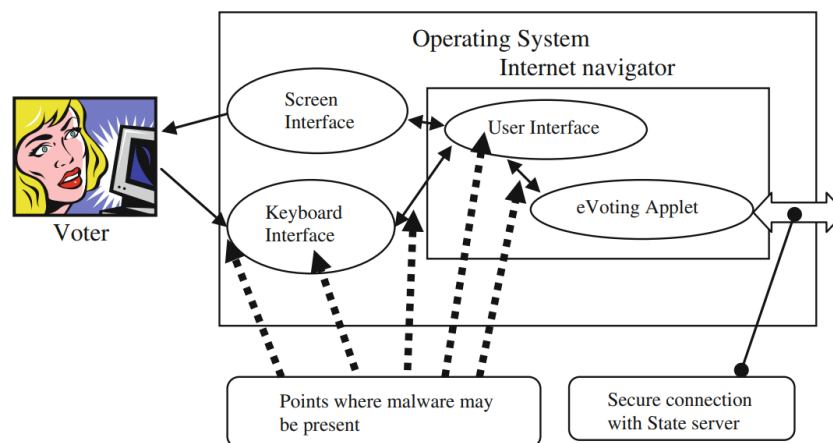 Operating System
Internet navigator
Screen
Interface
User Interface
Keyboard
Interface
eVoting Applet
Voter
Points where malware may
be present
Secure connection
with State server